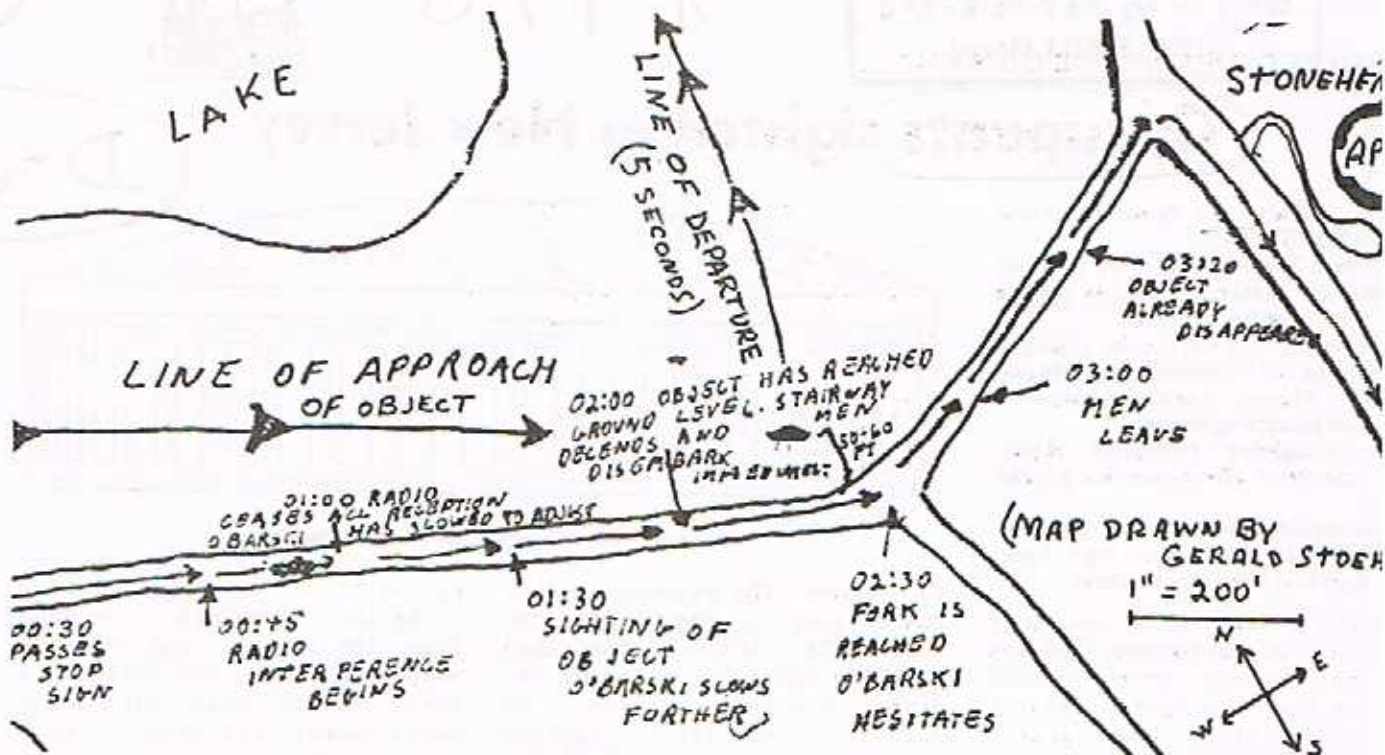 LAKE
LINE OF DEPARTURE
(5 SECONDS)
STONEHEN
AP
03:20
OBJECT
ALREADY
DISAPPEARED
LINE OF APPROACH
OF OBJECT
02:00 OBJECT HAS REACHED
GROUND LEVEL. STAIRWAY
DECENDS AND MEN
DISEMBARK
50-60
FT
03:00
MEN
LEAVE
01:00 RADIO
CEASES ALL RECEPTION
O'BARSKI HAS SLOWED TO ADJUST
(MAP DRAWN BY
GERALD STOEH
1" = 200'
N
E
W
00:30
PASSES
STOP
SIGN
00:45
RADIO
INTERFERENCE
BEGINS
01:30
SIGHTING OF
OBJECT
O'BARSKI SLOWS
FURTHER
02:30
FORK IS
REACHED
O'BARSKI
HESITATES